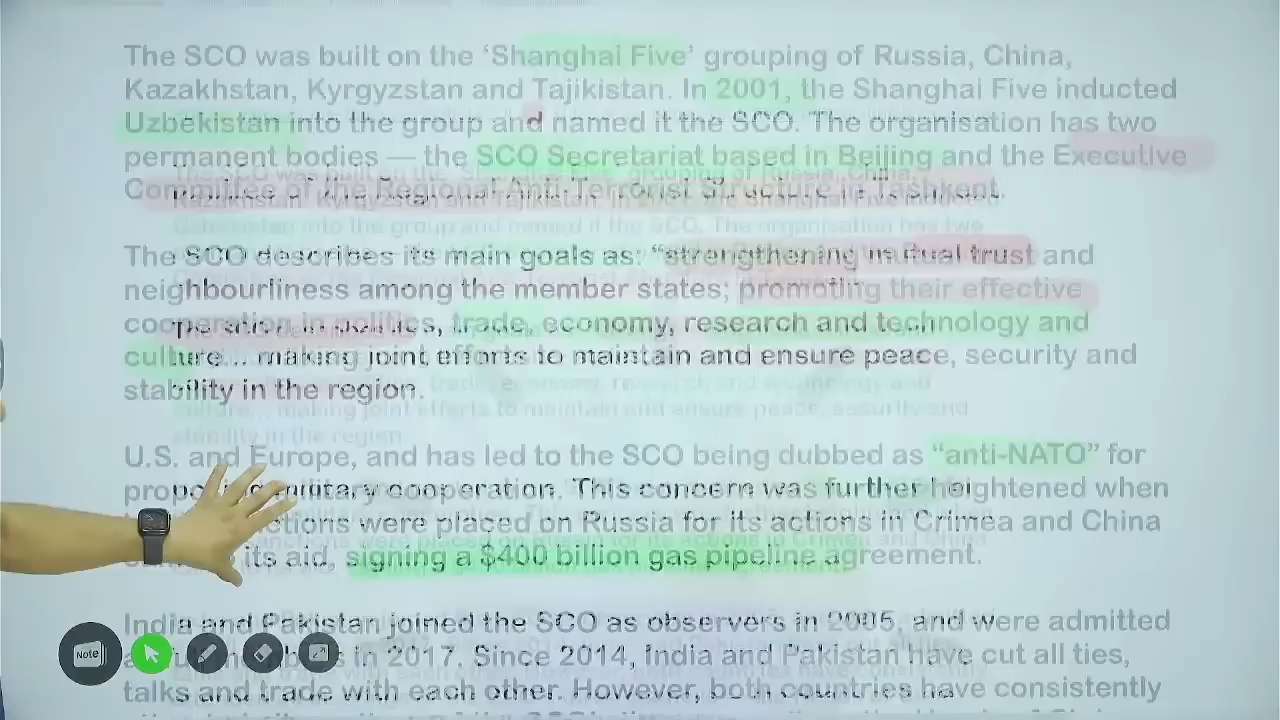 The SCO was built on the ‘Shanghai Five’ grouping of Russia, China,
Kazakhstan, Kyrgyzstan and Tajikistan. In 2001, the Shanghai Five inducted
Uzbekistan into the group and named it the SCO. The organisation has two
permanent bodies — the SCO Secretariat based in Beijing and the Executive
Committee of the Regional Anti-Terrorist Structure in Tashkent.
The SCO describes its main goals as: “strengthening mutual trust and
neighbourliness among the member states; promoting their effective
cooperation in politics, trade, economy, research and technology and
culture... making joint efforts to maintain and ensure peace, security and
stability in the region.
U.S. and Europe, and has led to the SCO being dubbed as “anti-NATO” for
military cooperation. This concern was further heightened when
were placed on Russia for its actions in Crimea and China
its aid, signing a $400 billion gas pipeline agreement.
India and Pakistan joined the SCO as observers in 2005, and were admitted
in 2017. Since 2014, India and Pakistan have cut all ties,
talks and trade with each other. However, both countries have consistently
Note